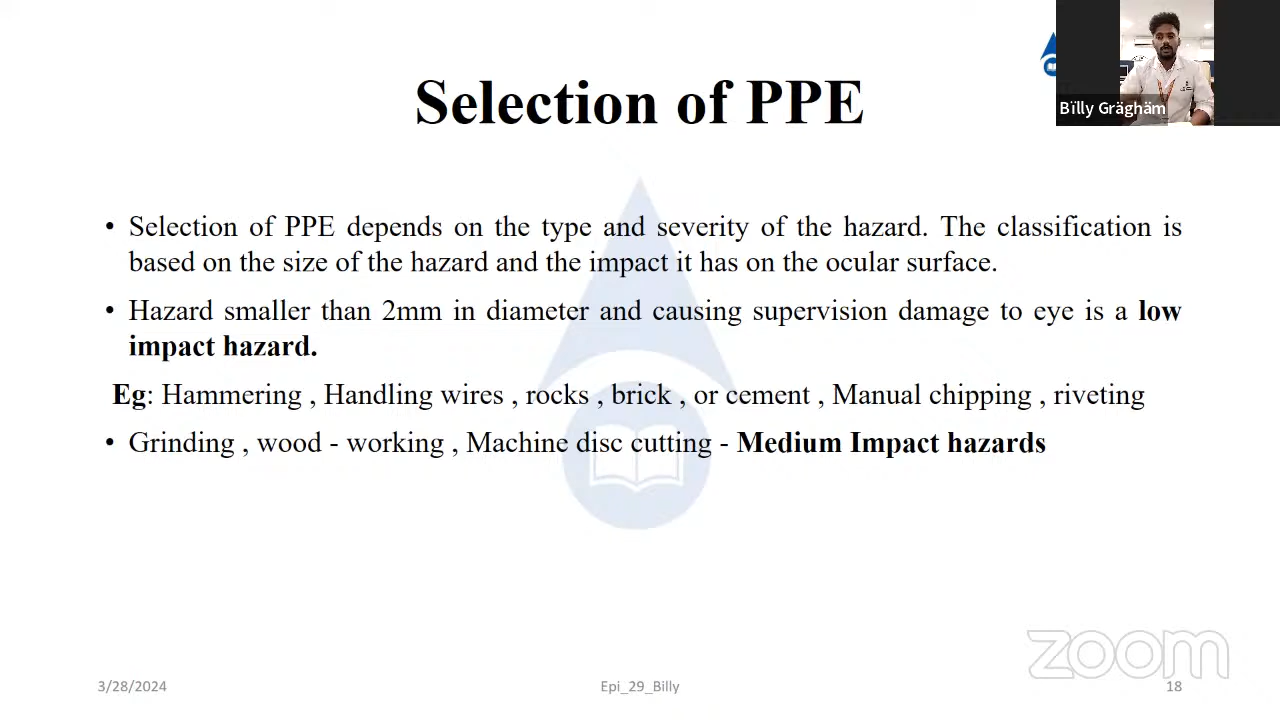 Selection of PPE
Bïlly Gräghäm
• Selection of PPE depends on the type and severity of the hazard. The classification is
based on the size of the hazard and the impact it has on the ocular surface.
• Hazard smaller than 2mm in diameter and causing supervision damage to eye is a low
impact hazard.
Eg: Hammering , Handling wires , rocks , brick , or cement , Manual chipping , riveting
• Grinding , wood - working , Machine disc cutting - Medium Impact hazards
zoom
3/28/2024
Epi_29_Billy
18